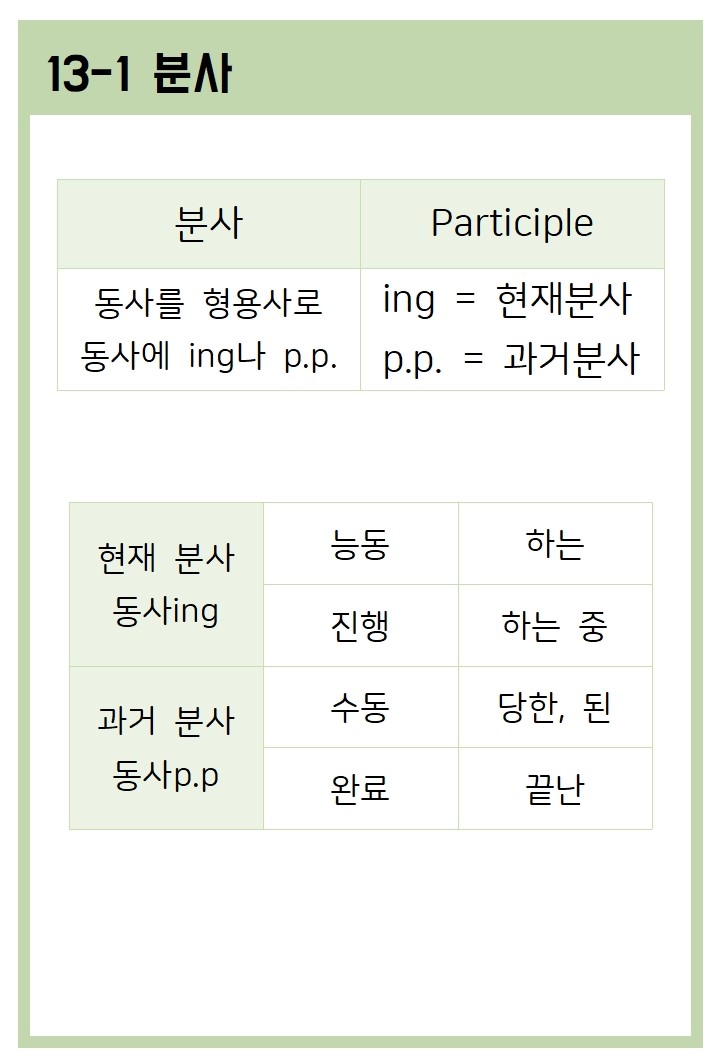 13-1 분사
분사 Participle
동사를 형용사로
동사에 ing나 p.p.
ing = 현재분사
p.p. = 과거분사
현재 분사
동사ing
능동 하는
진행 하는 중
과거 분사
동사p.p
수동 당한, 된
완료 끝난